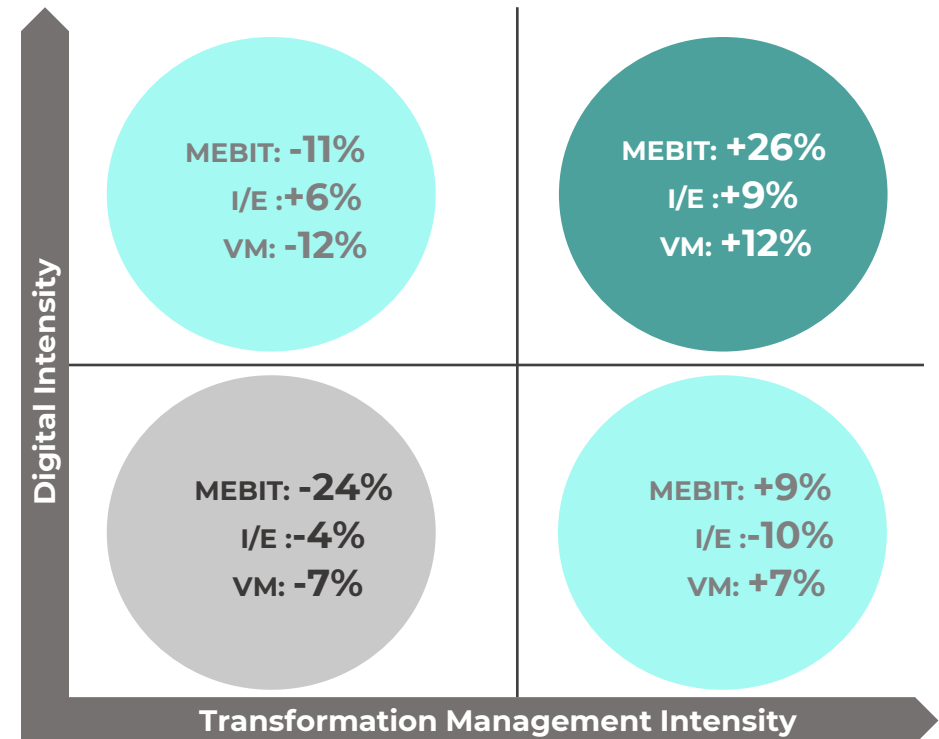 MEBIT: -11%
I/E :+6%
VM: -12%
MEBIT: +26%
I/E :+9%
VM: +12%
Digital Intensity
MEBIT: -24%
I/E :-4%
VM: -7%
MEBIT: +9%
I/E :-10%
VM: +7%
Transformation Management Intensity